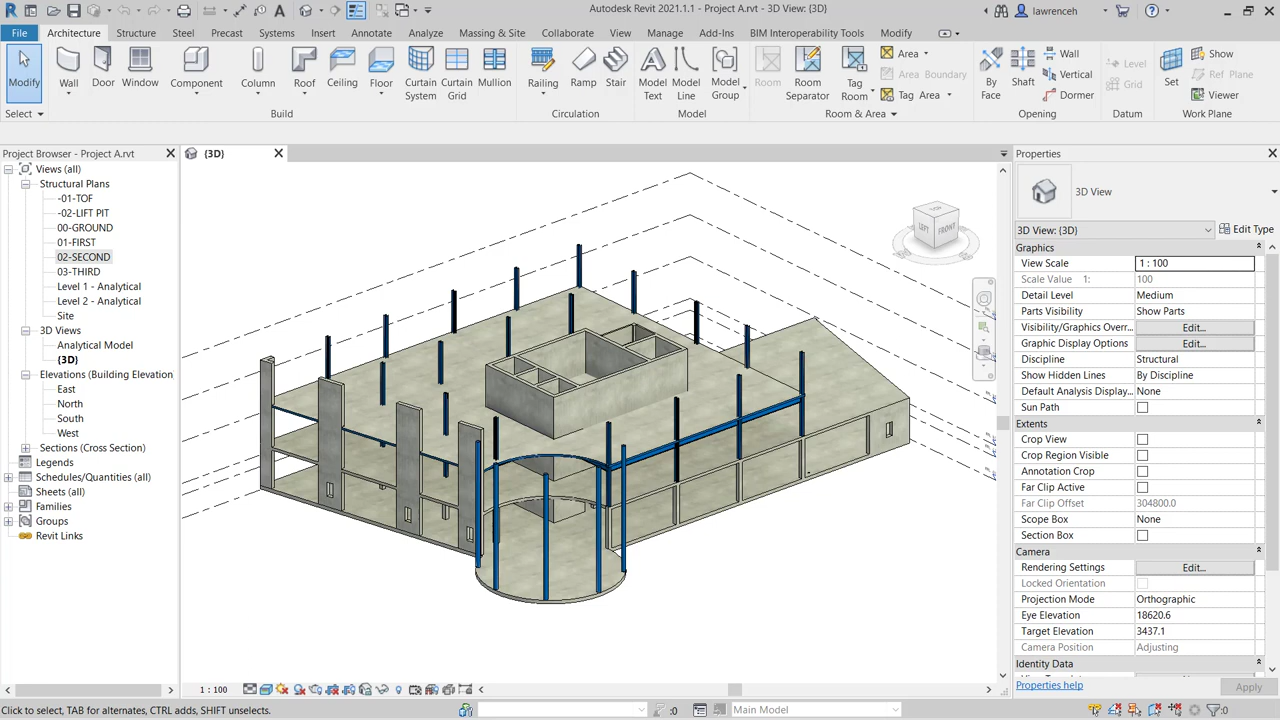 Autodesk Revit 2021.1.1 - Project A.rvt - 3D View: {3D}
lawrenceh
File Architecture Structure Steel Precast Systems Insert Annotate Analyze Massing & Site Collaborate View Manage Add-Ins BIM Interoperability Tools Modify
Modify
Wall
Door
Window
Component
Column
Roof
Ceiling
Floor
Curtain System
Curtain Grid
Mullion
Railing
Ramp
Stair
Model Text
Model Line
Model Group
Room
Room Separator
Tag Room
Area
Area Boundary
Tag Area
By Face
Shaft
Wall
Vertical
Dormer
Level
Grid
Set
Show
Ref Plane
Viewer
Select Build Circulation Model Room & Area Opening Datum Work Plane
Project Browser - Project A.rvt
Views (all)
Structural Plans
-01-TOF
-02-LIFT PIT
00-GROUND
01-FIRST
02-SECOND
03-THIRD
Level 1 - Analytical
Level 2 - Analytical
Site
3D Views
Analytical Model
{3D}
Elevations (Building Elevation
East
North
South
West
Sections (Cross Section)
Legends
Schedules/Quantities (all)
Sheets (all)
Families
Groups
Revit Links
{3D}
TOP
LEFT
FRONT
Properties
3D View
3D View: {3D} Edit Type
Graphics
View Scale 1 : 100
Scale Value 1: 100
Detail Level Medium
Parts Visibility Show Parts
Visibility/Graphics Overr... Edit...
Graphic Display Options Edit...
Discipline Structural
Show Hidden Lines By Discipline
Default Analysis Display... None
Sun Path
Extents
Crop View
Crop Region Visible
Annotation Crop
Far Clip Active
Far Clip Offset 304800.0
Scope Box None
Section Box
Camera
Rendering Settings Edit...
Locked Orientation
Projection Mode Orthographic
Eye Elevation 18620.6
Target Elevation 3437.1
Camera Position Adjusting
Identity Data
Properties help Apply
1 : 100
Click to select, TAB for alternates, CTRL adds, SHIFT unselects.
:0
Main Model
:0